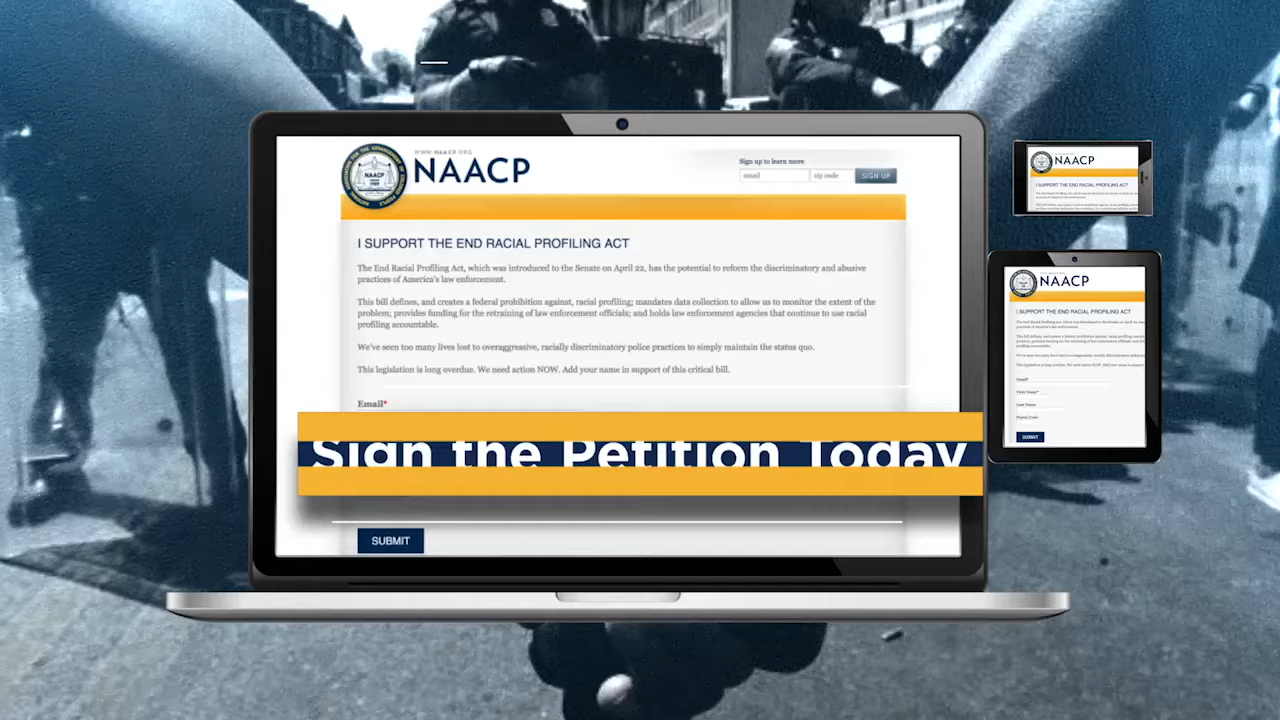 WWW.NAACP.ORG
NAACP
Sign up to learn more
email
zip code
SIGN UP
I SUPPORT THE END RACIAL PROFILING ACT
The End Racial Profiling Act, which was introduced to the Senate on April 22, has the potential to reform the discriminatory and abusive
practices of America's law enforcement.
This bill defines, and creates a federal prohibition against, racial profiling; mandates data collection to allow us to monitor the extent of the
problem; provides funding for the retraining of law enforcement officials; and holds law enforcement agencies that continue to use racial
profiling accountable.
We've seen too many lives lost to overaggressive, racially discriminatory police practices to simply maintain the status quo.
This legislation is long overdue. We need action NOW. Add your name in support of this critical bill.
Email*
Sign the Petition Today
SUBMIT
NAACP
I SUPPORT THE END RACIAL PROFILING ACT
NAACP
I SUPPORT THE END RACIAL PROFILING ACT
Email*
First Name*
Last Name
Postal Code
SUBMIT